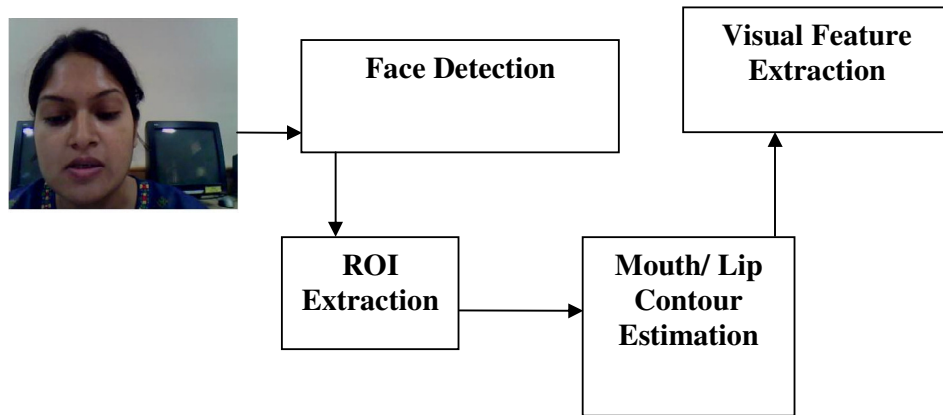 Face Detection
ROI
Extraction
Mouth/ Lip
Contour
Estimation
Visual Feature
Extraction